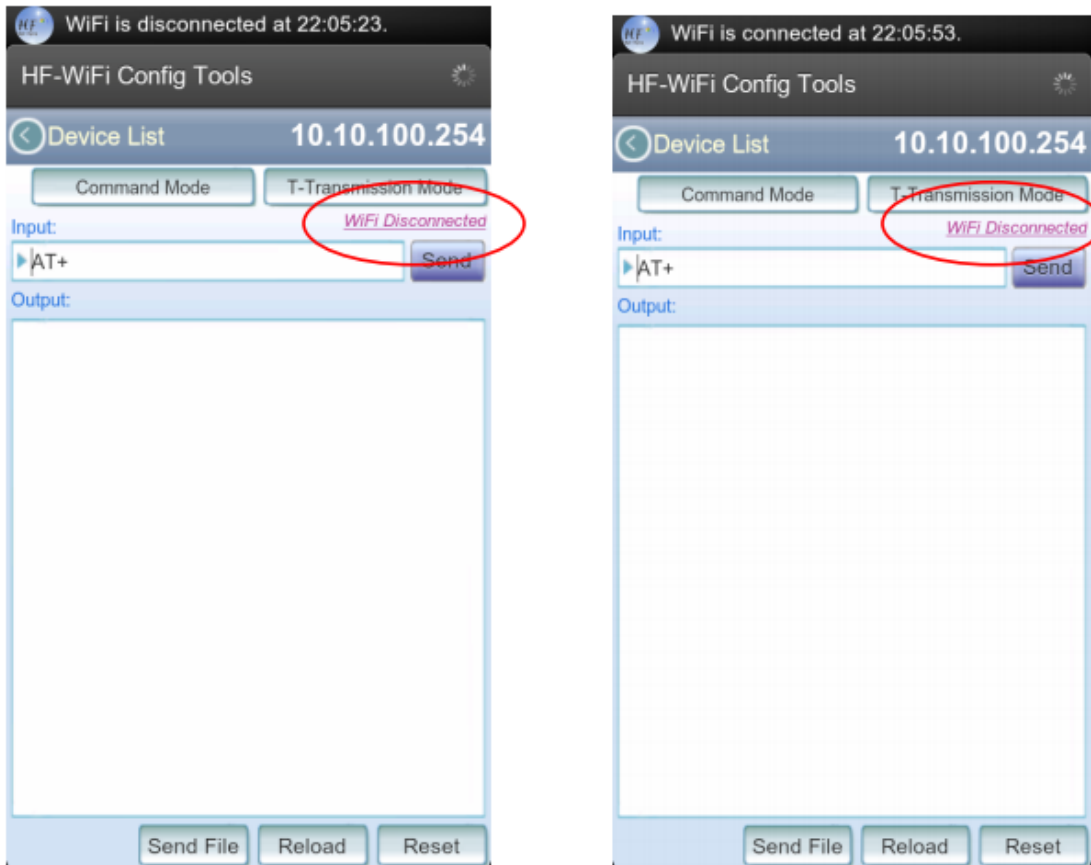 WiFi is disconnected at 22:05:23.
HF-WiFi Config Tools
Device List 10.10.100.254
Command Mode T-Transmission Mode
WiFi Disconnected
Input:
AT+ Send
Output:
Send File Reload Reset
WiFi is connected at 22:05:53.
HF-WiFi Config Tools
Device List 10.10.100.254
Command Mode T-Transmission Mode
WiFi Disconnected
Input:
AT+ Send
Output:
Send File Reload Reset